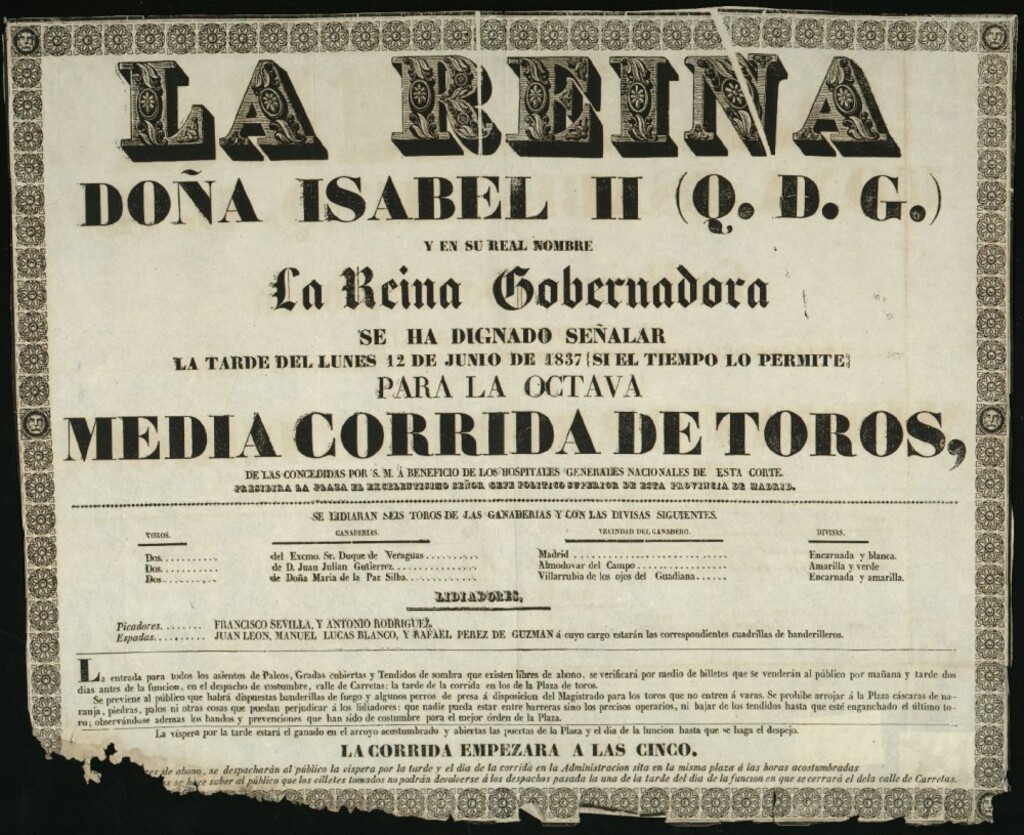 LA REINA
DOÑA ISABEL II (Q. D. G.)
Y EN SU REAL NOMBRE
La Reina Gobernadora
SE HA DIGNADO SEÑALAR
LA TARDE DEL LUNES 12 DE JUNIO DE 1837 (SI EL TIEMPO LO PERMITE)
PARA LA OCTAVA
MEDIA CORRIDA DE TOROS,
DE LAS CONCEDIDAS POR S. M. Á BENEFICIO DE LOS HOSPITALES GENERALES NACIONALES DE ESTA CORTE.
PRESIDIRA LA PLAZA EL EXCELENTISIMO SEÑOR GEFE POLITICO SUPERIOR DE ESTA PROVINCIA DE MADRID.
SE LIDIARAN SEIS TOROS DE LAS GANADERIAS Y CON LAS DIVISAS SIGUIENTES.
TOROS. GANADERIAS. VECINDAD DEL GANADERO. DIVISAS.
Dos.......... del Excmo. Sr. Duque de Veraguas.......... Madrid.......... Encarnada y blanca.
Dos.......... de D. Juan Julian Gutierrez.......... Almodovar del Campo.......... Amarilla y verde
Dos.......... de Doña Maria de la Paz Silba.......... Villarrubia de los ojos del Guadiana...... Encarnada y amarilla.
LIDIADORES,
Picadores........ FRANCISCO SEVILLA, Y ANTONIO RODRIGUEZ.
Espadas......... JUAN LEON, MANUEL LUCAS BLANCO, Y RAFAEL PEREZ DE GUZMAN á cuyo cargo estarán las correspondientes cuadrillas de banderilleros.
La entrada para todos los asientos de Palcos, Gradas cubiertas y Tendidos de sombra que existen libres de abono, se verificará por medio de billetes que se venderán al público por mañana y tarde dos
dias antes de la funcion, en el despacho de costumbre, calle de Carretas: la tarde de la corrida en los de la Plaza de toros.
Se previene al público que habrá dispuestas banderillas de fuego y algunos perros de presa á disposicion del Magistrado para los toros que no entren á varas. Se prohibe arrojar á la Plaza cáscaras de na-
ranja, piedras, palos ni otras cosas que puedan perjudicar á los lidiadores: que nadie pueda estar entre barreras sino los precisos operarios, ni bajar de los tendidos hasta que esté enganchado el último to-
ro; observándose ademas los bandos y prevenciones que han sido de costumbre para el mejor órden de la Plaza.
La víspera por la tarde estará el ganado en el arroyo acostumbrado y abiertas las puertas de la Plaza y el dia de la funcion hasta que se haga el despejo.
LA CORRIDA EMPEZARA A LAS CINCO.
de abono, se despacharán al público la víspera por la tarde y el dia de la corrida en la Administracion sita en la misma plaza á las horas acostumbradas
se hace saber al público que los villetes tomados no podrán devolverse á los despachos pasada la una de la tarde del dia de la funcion en que se cerrará el de la calle de Carretas.